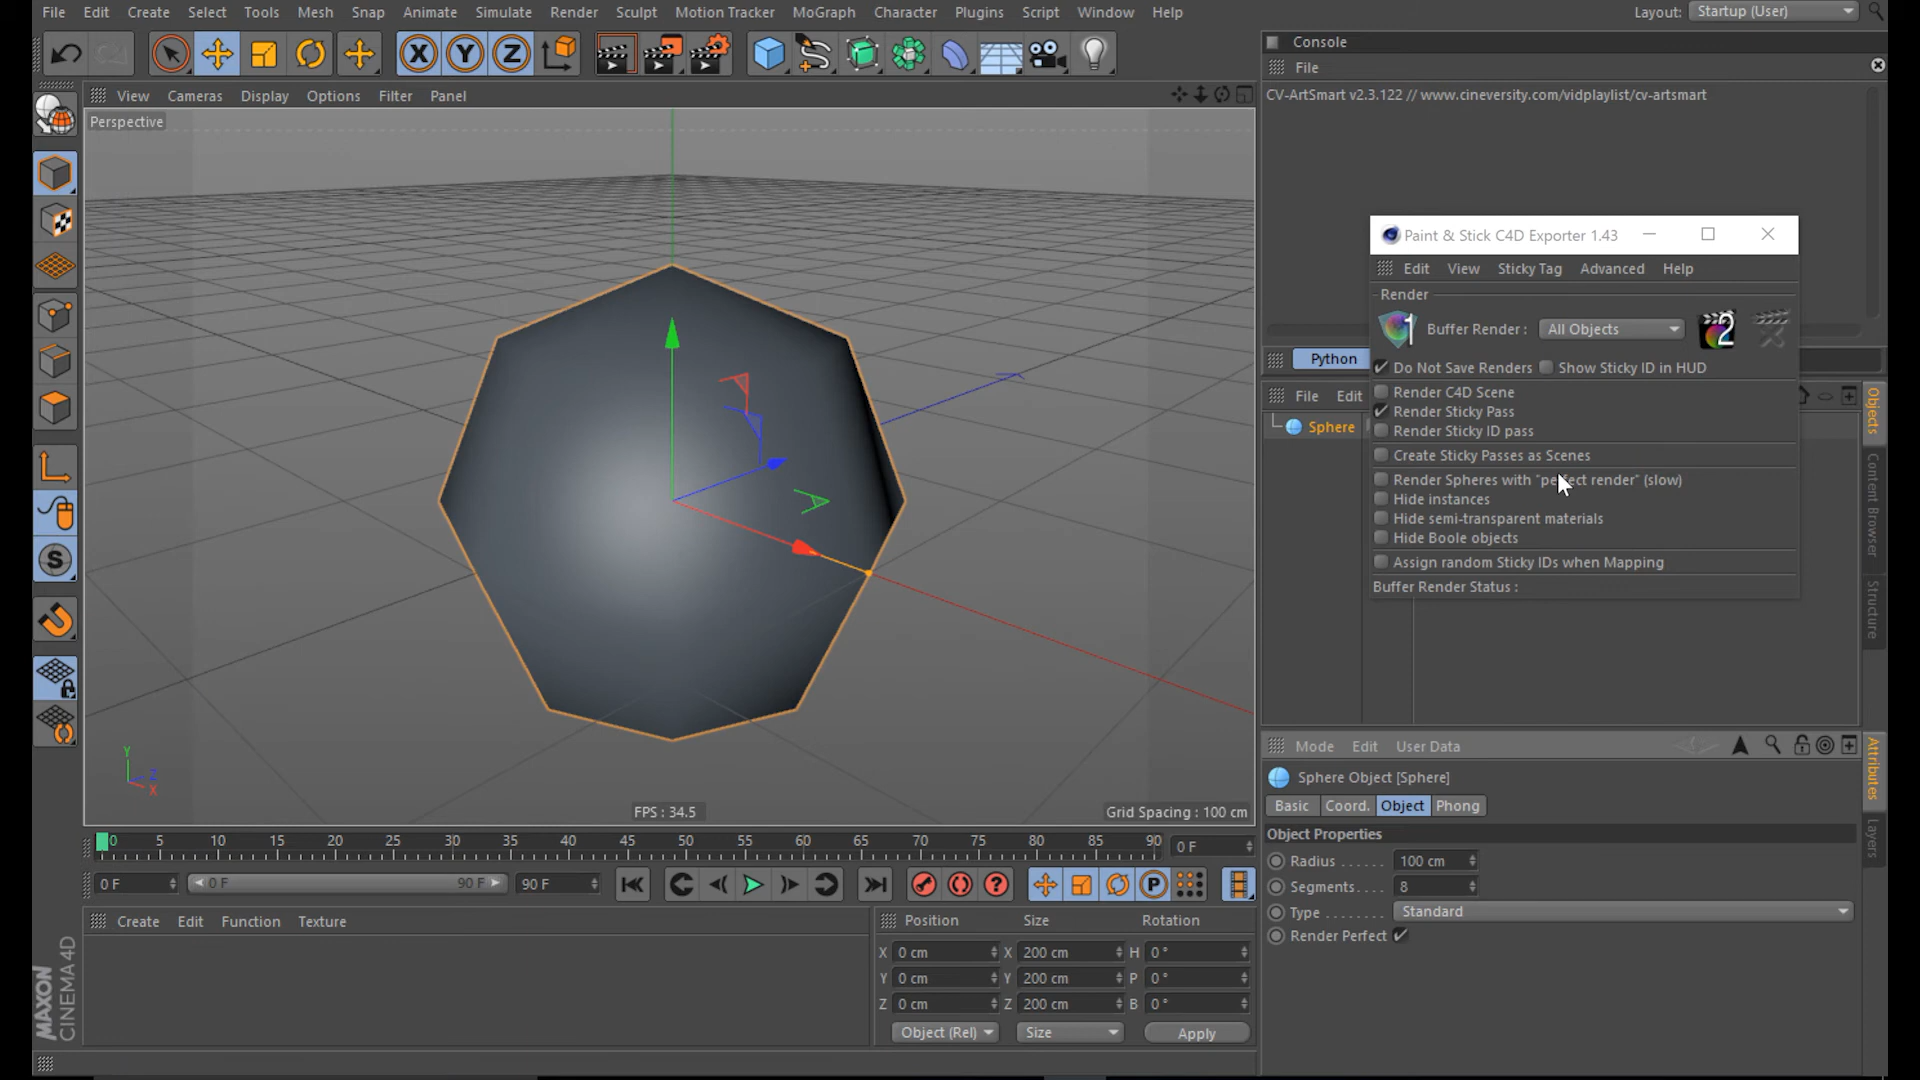 File Edit Create Select Tools Mesh Snap Animate Simulate Render Sculpt Motion Tracker MoGraph Character Plugins Script Window Help
Layout: Startup (User)
X Y Z
Console
File
CV-ArtSmart v2.3.122 // www.cineversity.com/vidplaylist/cv-artsmart
View Cameras Display Options Filter Panel
Perspective
Paint & Stick C4D Exporter 1.43
Edit View Sticky Tag Advanced Help
Render
1 Buffer Render : All Objects 2
Do Not Save Renders Show Sticky ID in HUD
Render C4D Scene
Render Sticky Pass
Render Sticky ID pass
Create Sticky Passes as Scenes
Render Spheres with "perfect render" (slow)
Hide instances
Hide semi-transparent materials
Hide Boole objects
Assign random Sticky IDs when Mapping
Buffer Render Status :
Python
File Edit
Sphere
Objects
Content Browser
Structure
S
Y
Z
X
FPS : 34.5
Grid Spacing : 100 cm
Mode Edit User Data
Sphere Object [Sphere]
Basic Coord. Object Phong
Object Properties
Radius . . . . . . 100 cm
Segments. . . . 8
Type . . . . . . . . Standard
Render Perfect
Attributes
Layers
0 5 10 15 20 25 30 35 40 45 50 55 60 65 70 75 80 85 90 0 F
0 F 0 F 90 F 90 F
? P
Create Edit Function Texture
Position Size Rotation
X 0 cm X 200 cm H 0 °
Y 0 cm Y 200 cm P 0 °
Z 0 cm Z 200 cm B 0 °
Object (Rel) Size Apply
MAXON
CINEMA 4D